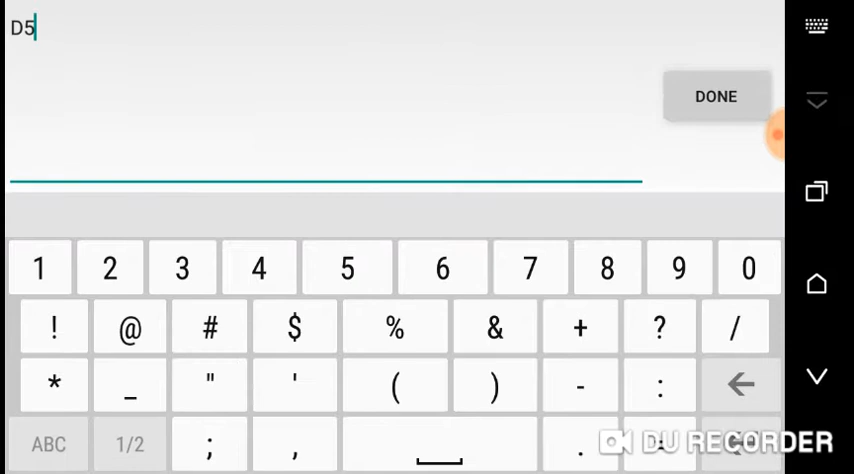 D5
DONE
1 2 3 4 5 6 7 8 9 0
! @ # $ % & + ? /
* _ " ' ( ) - :
ABC 1/2 ; , .
DU RECORDER